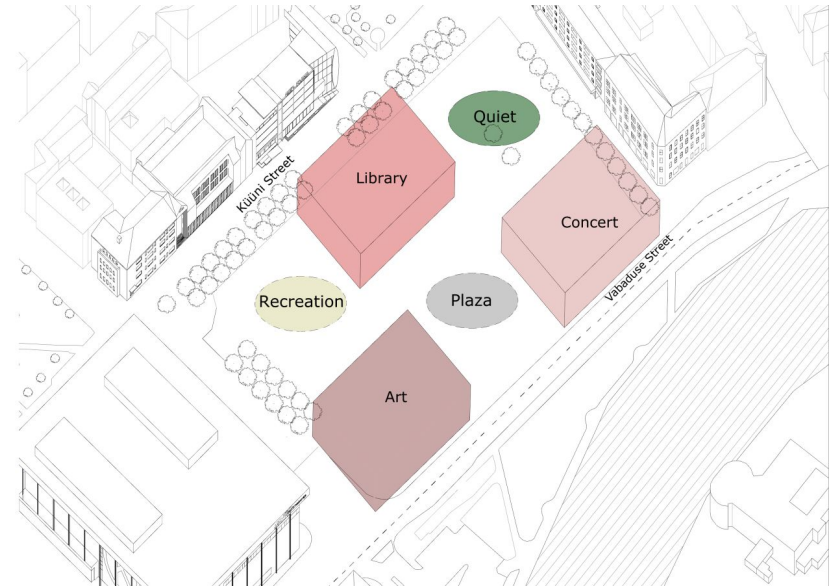 Quiet
Library
Küüni Street
Concert
Vabaduse Street
Recreation
Plaza
Art